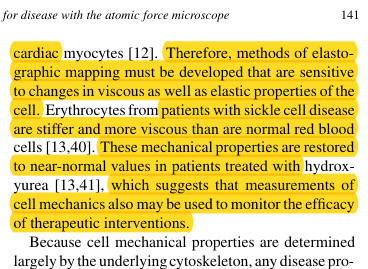 for disease with the atomic force microscope 141
cardiac myocytes [12]. Therefore, methods of elasto-
graphic mapping must be developed that are sensitive
to changes in viscous as well as elastic properties of the
cell. Erythrocytes from patients with sickle cell disease
are stiffer and more viscous than are normal red blood
cells [13,40]. These mechanical properties are restored
to near-normal values in patients treated with hydrox-
yurea [13,41], which suggests that measurements of
cell mechanics also may be used to monitor the efficacy
of therapeutic interventions.
Because cell mechanical properties are determined
largely by the underlying cytoskeleton, any disease pro-